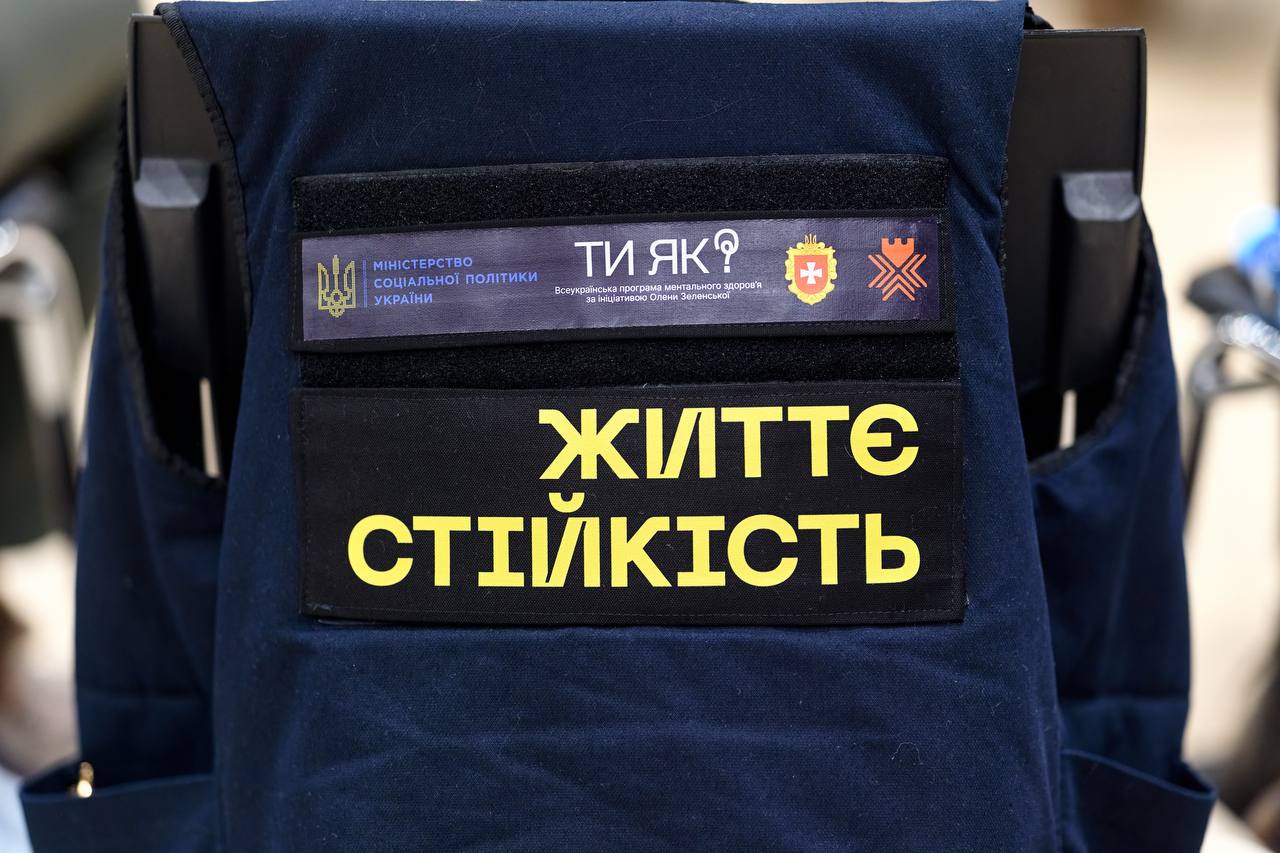 МІНІСТЕРСТВО
СОЦІАЛЬНОЇ ПОЛІТИКИ
УКРАЇНИ
ТИ ЯК?
Всеукраїнська програма ментального здоров'я
за ініціативою Олени Зеленської
ЖИТТЄ
СТІЙКІСТЬ